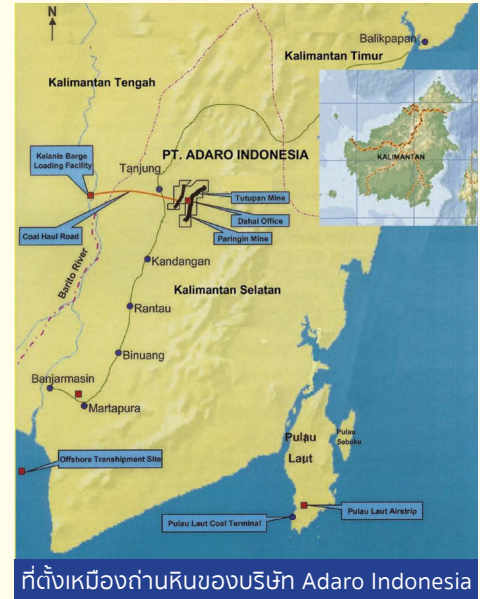 N
Balikpapan
Kalimantan Timur
Kalimantan Tengah
KALIMANTAN
Kelanis Barge
Loading Facility
PT. ADARO INDONESIA
Tanjung
Tutupan Mine
Dahai Office
Coal Haul Road
Paringin Mine
Barito River
Kandangan
Kalimantan Selatan
Rantau
Binuang
Banjarmasin
Martapura
Pulau
Sebuku
Pulau
Laut
Offshore Transhipment Site
Pulau Laut Airstrip
Pulau Laut Coal Terminal
ที่ตั้งเหมืองถ่านหินของบริษัท Adaro Indonesia